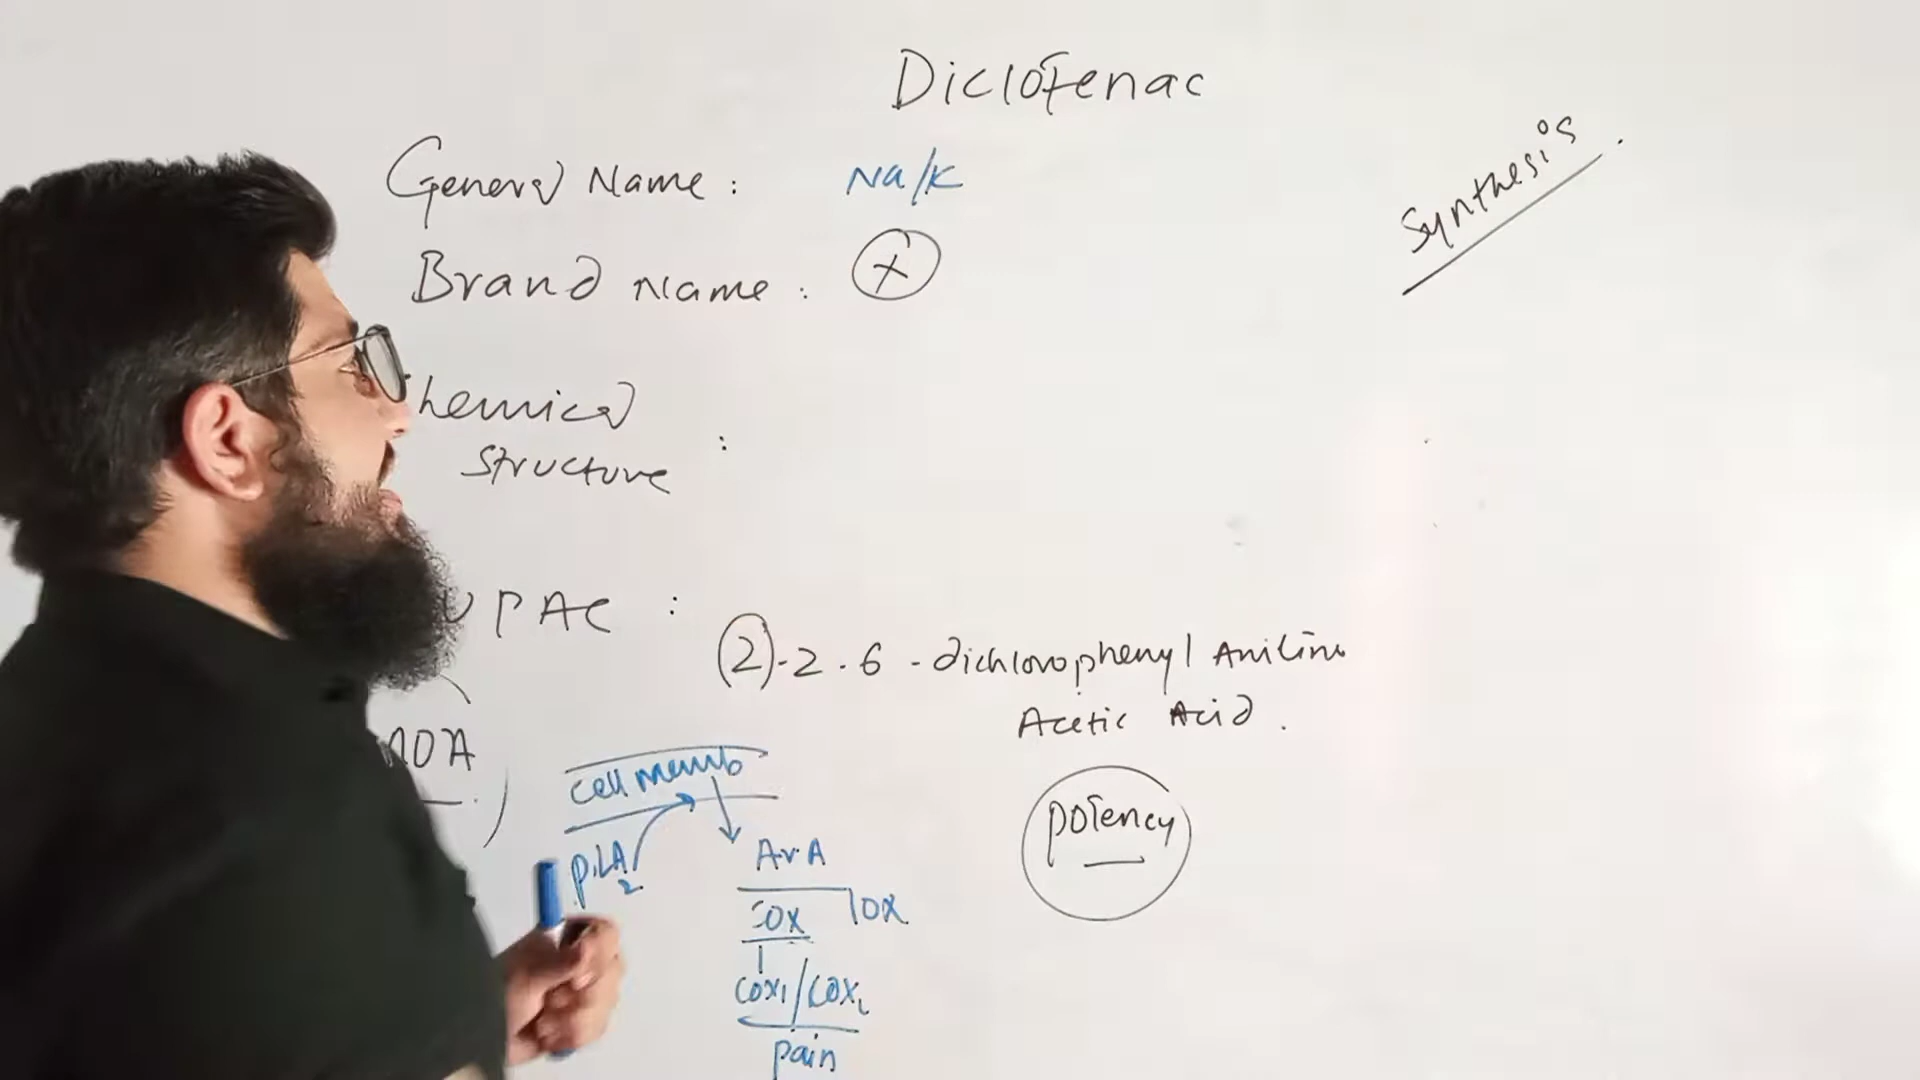 Diclofenac
General Name : Na/K
Brand Name : X
hemical
structure :
UPAC :
2 - 2 . 6 - dichlorophenyl Aniline
Acetic Acid .
MOA
cell memb
PLA2
Ar A
COX lox
COX1/COX2
pain
potency
Synthesis .